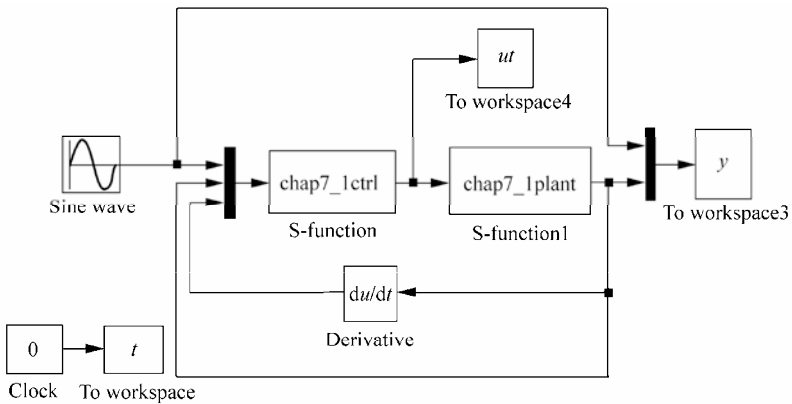 ut
To workspace4
Sine wave
chap7_1ctrl
S-function
chap7_1plant
S-function1
y
To workspace3
du/dt
Derivative
0
Clock
t
To workspace